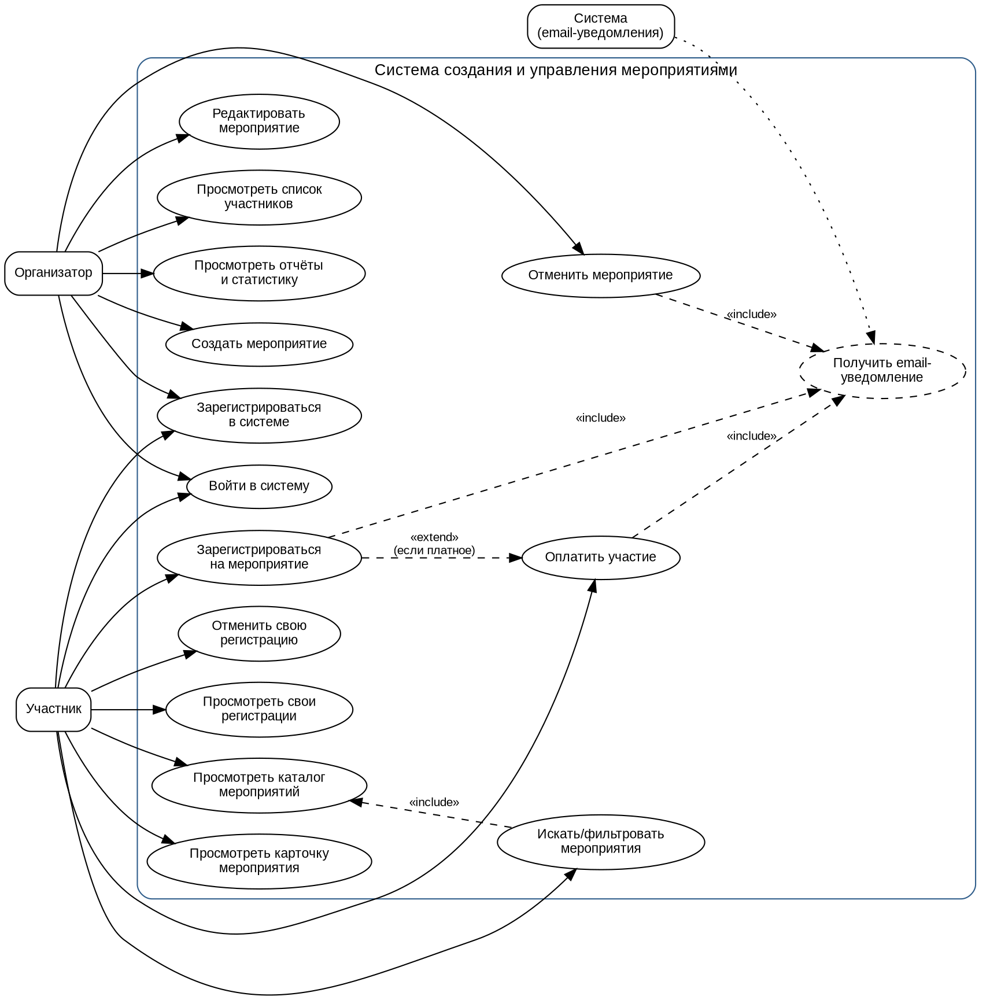 Система
(email-уведомления)
Система создания и управления мероприятиями
Редактировать
мероприятие
Просмотреть список
участников
Организатор
Просмотреть отчёты
и статистику
Отменить мероприятие
«include»
Создать мероприятие
Получить email-
уведомление
Зарегистрироваться
в системе
«include»
«include»
Войти в систему
Зарегистрироваться
на мероприятие
«extend»
(если платное)
Оплатить участие
Отменить свою
регистрацию
Участник
Просмотреть свои
регистрации
Просмотреть каталог
мероприятий
«include»
Искать/фильтровать
мероприятия
Просмотреть карточку
мероприятия